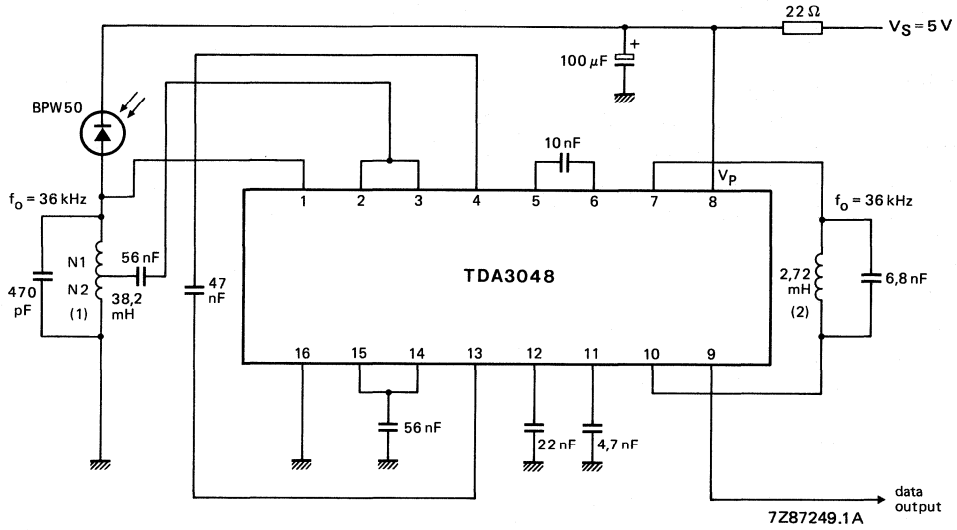 22 Ω
V_S = 5 V
+
100 µF
BPW50
10 nF
V_P
1 2 3 4 5 6 7 8
f_o = 36 kHz
f_o = 36 kHz
N1
56 nF
470 pF
N2
(1)
38,2 mH
47 nF
TDA3048
2,72 mH
(2)
6,8 nF
16 15 14 13 12 11 10 9
56 nF
22 nF
4,7 nF
data output
7Z87249.1A